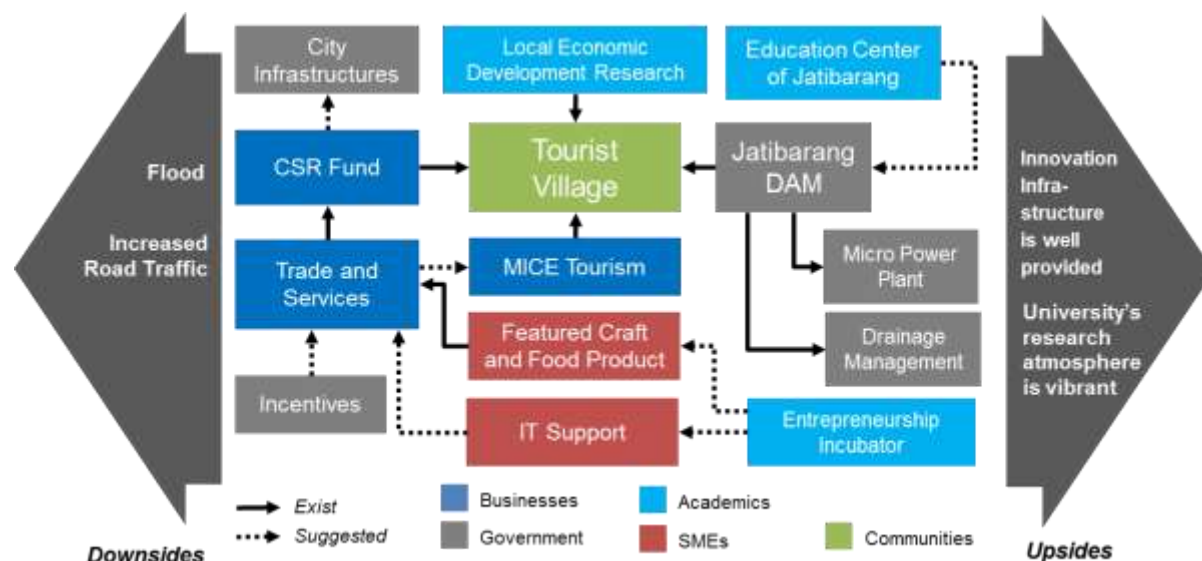 City
Infrastructures
Local Economic
Development Research
Education Center
of Jatibarang
Flood
Increased
Road Traffic
CSR Fund
Tourist
Village
Jatibarang
DAM
Innovation
Infra-
structure
is well
provided
University's
research
atmosphere
is vibrant
Trade and
Services
MICE Tourism
Micro Power
Plant
Featured Craft
and Food Product
Drainage
Management
Incentives
IT Support
Entrepreneurship
Incubator
Exist
Suggested
Businesses
Government
Academics
SMEs
Communities
Downsides
Upsides